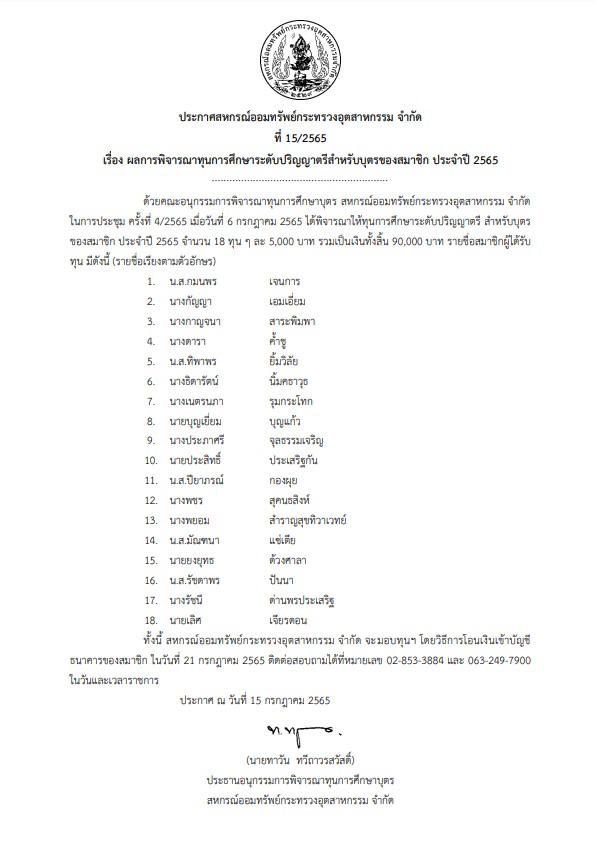 สหกรณ์ออมทรัพย์กระทรวงอุตสาหกรรมจำกัด
๒๕๒๙
ประกาศสหกรณ์ออมทรัพย์กระทรวงอุตสาหกรรม จำกัด
ที่ 15/2565
เรื่อง ผลการพิจารณาทุนการศึกษาระดับปริญญาตรีสำหรับบุตรของสมาชิก ประจำปี 2565
ด้วยคณะอนุกรรมการพิจารณาทุนการศึกษาบุตร สหกรณ์ออมทรัพย์กระทรวงอุตสาหกรรม จำกัด
ในการประชุม ครั้งที่ 4/2565 เมื่อวันที่ 6 กรกฎาคม 2565 ได้พิจารณาให้ทุนการศึกษาระดับปริญญาตรี สำหรับบุตร
ของสมาชิก ประจำปี 2565 จำนวน 18 ทุน ๆ ละ 5,000 บาท รวมเป็นเงินทั้งสิ้น 90,000 บาท รายชื่อสมาชิกผู้ได้รับ
ทุน มีดังนี้ (รายชื่อเรียงตามตัวอักษร)
1. น.ส.กมนพร เจนการ
2. นางกัญญา เอมเอี่ยม
3. นางกาญจนา สาระพิมพา
4. นางดารา ค้ำชู
5. น.ส.ทิพาพร ยิ้มวิลัย
6. นางธิดารัตน์ นิ้มคธาวุธ
7. นางเนตรนภา รุมกระโทก
8. นายบุญเยี่ยม บุญแก้ว
9. นางประภาศรี จุลธรรมเจริญ
10. นายประสิทธิ์ ประเสริฐกัน
11. น.ส.ปิยาภรณ์ กองผุย
12. นางพชร สุคนธสิงห์
13. นางพยอม สำราญสุขทิวาเวทย์
14. น.ส.มัณฑนา แซ่เตีย
15. นายยงยุทธ ด้วงศาลา
16. น.ส.รัชดาพร ปันนา
17. นางรัชนี ด่านพรประเสริฐ
18. นายเลิศ เจียรดอน
ทั้งนี้ สหกรณ์ออมทรัพย์กระทรวงอุตสาหกรรม จำกัด จะมอบทุนฯ โดยวิธีการโอนเงินเข้าบัญชี
ธนาคารของสมาชิก ในวันที่ 21 กรกฎาคม 2565 ติดต่อสอบถามได้ที่หมายเลข 02-853-3884 และ 063-249-7900
ในวันและเวลาราชการ
ประกาศ ณ วันที่ 15 กรกฎาคม 2565
(นายทาวัน ทวีถาวรสวัสดิ์)
ประธานอนุกรรมการพิจารณาทุนการศึกษาบุตร
สหกรณ์ออมทรัพย์กระทรวงอุตสาหกรรม จำกัด